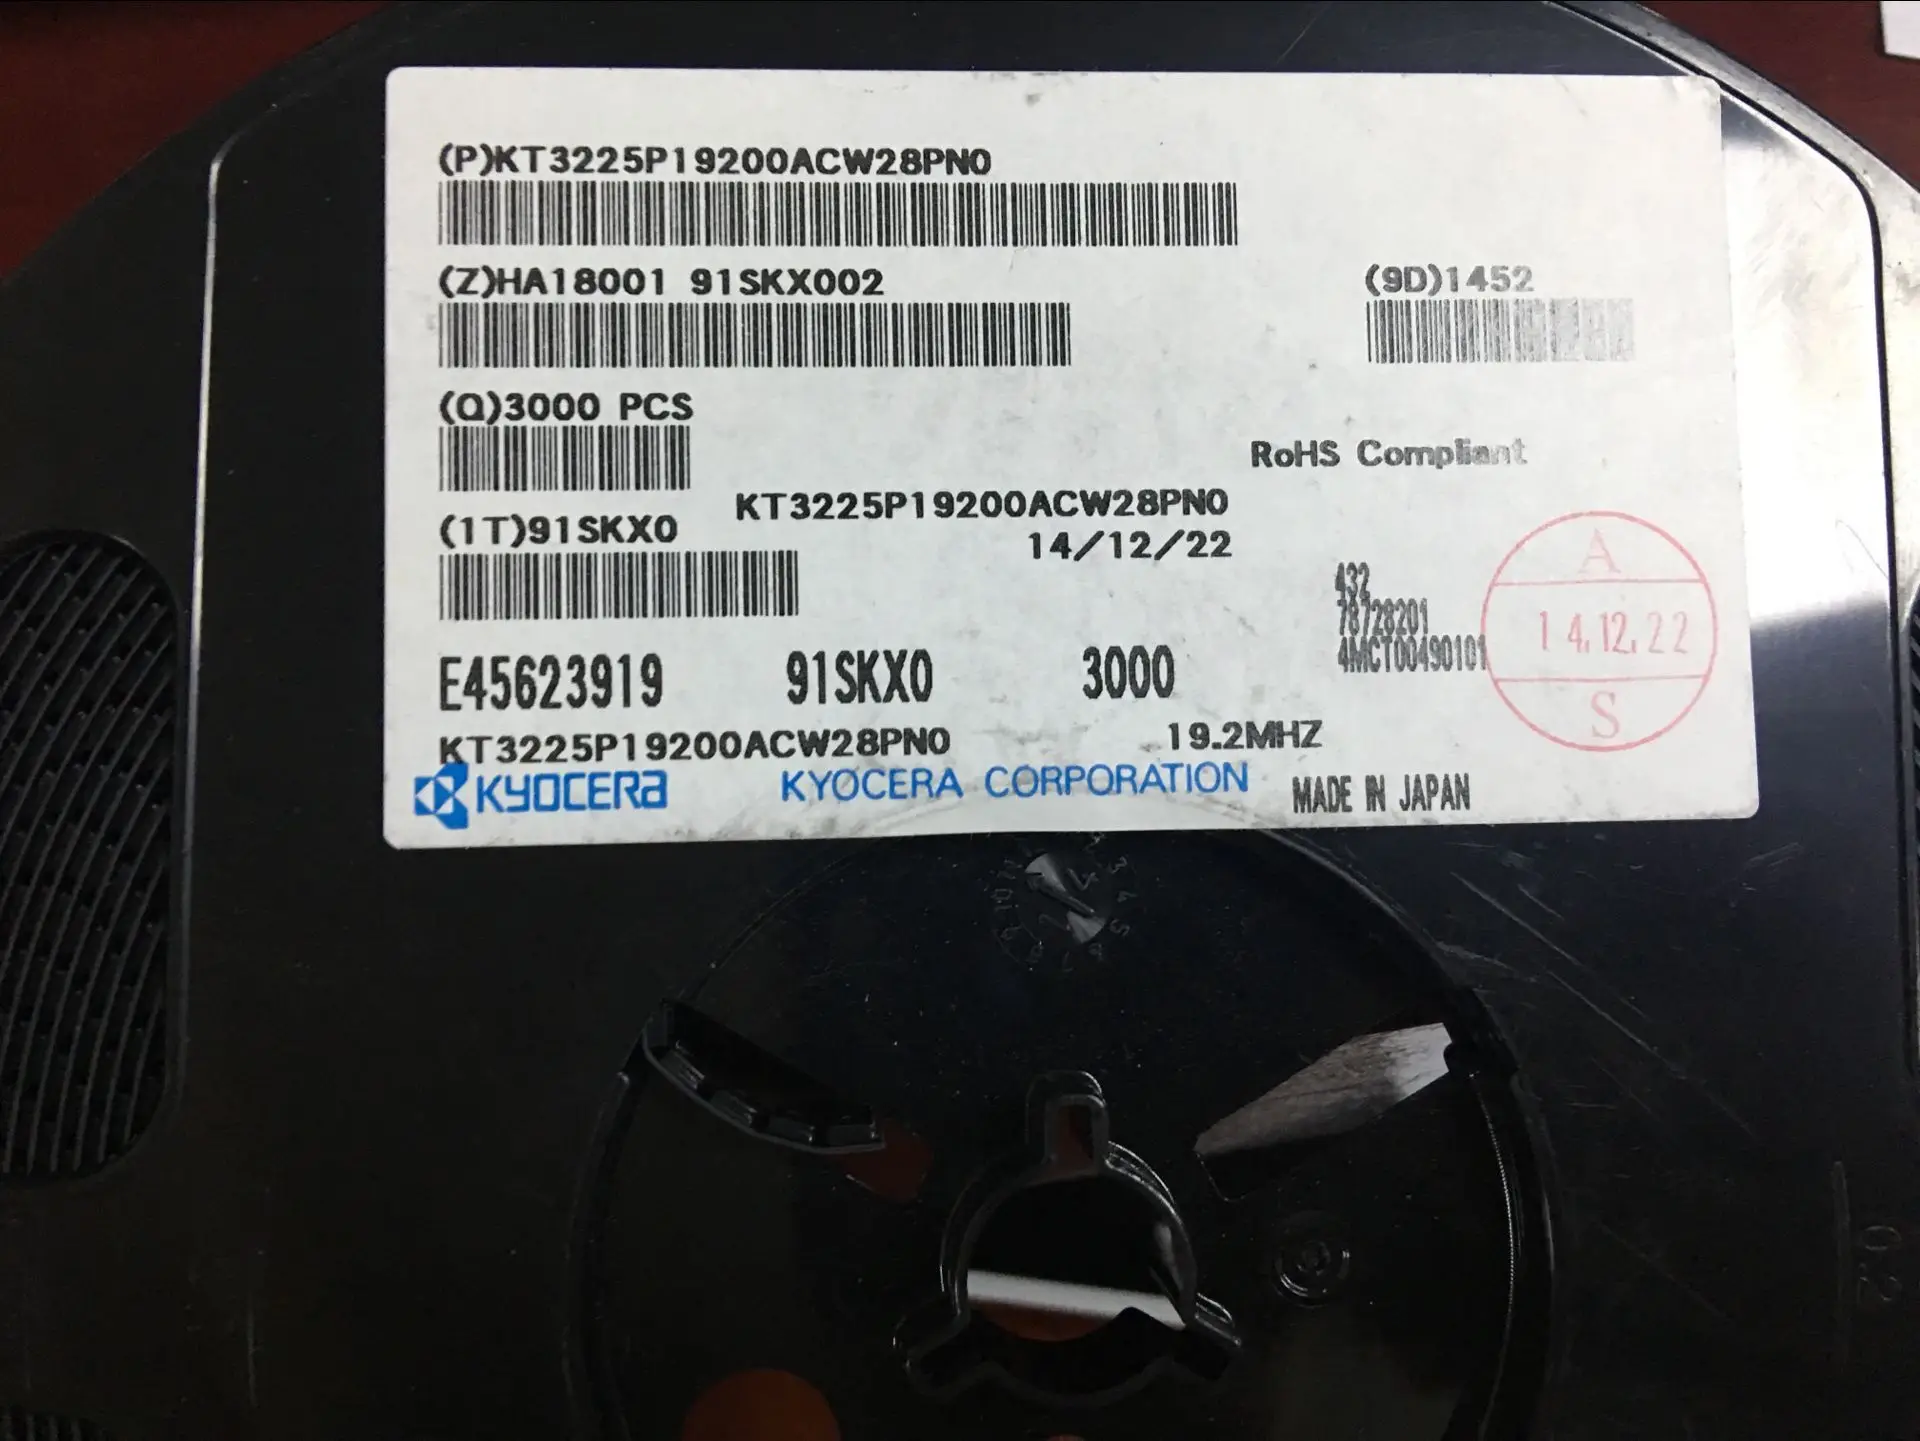 (P)KT3225P19200ACW28PN0
(Z)HA18001 91SKX002
(9D)1452
(Q)3000 PCS
RoHS Compliant
KT3225P19200ACW28PN0
(1T)91SKX0
14/12/22
432
78728201
4MCT00490101
A
14.12.22
S
E45623919 91SKX0 3000
KT3225P19200ACW28PN0 19.2MHZ
KYOCERA KYOCERA CORPORATION MADE IN JAPAN